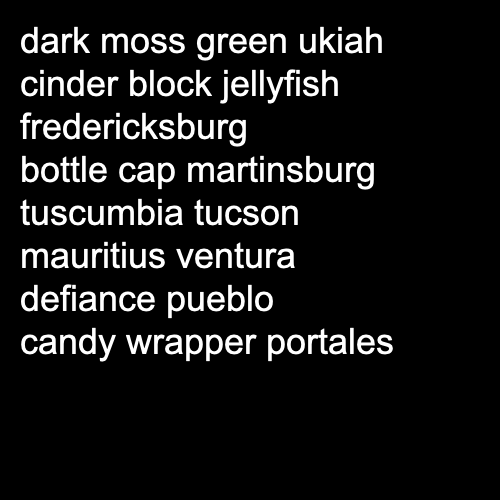 dark moss green ukiah
cinder block jellyfish
fredericksburg
bottle cap martinsburg
tuscumbia tucson
mauritius ventura
defiance pueblo
candy wrapper portales